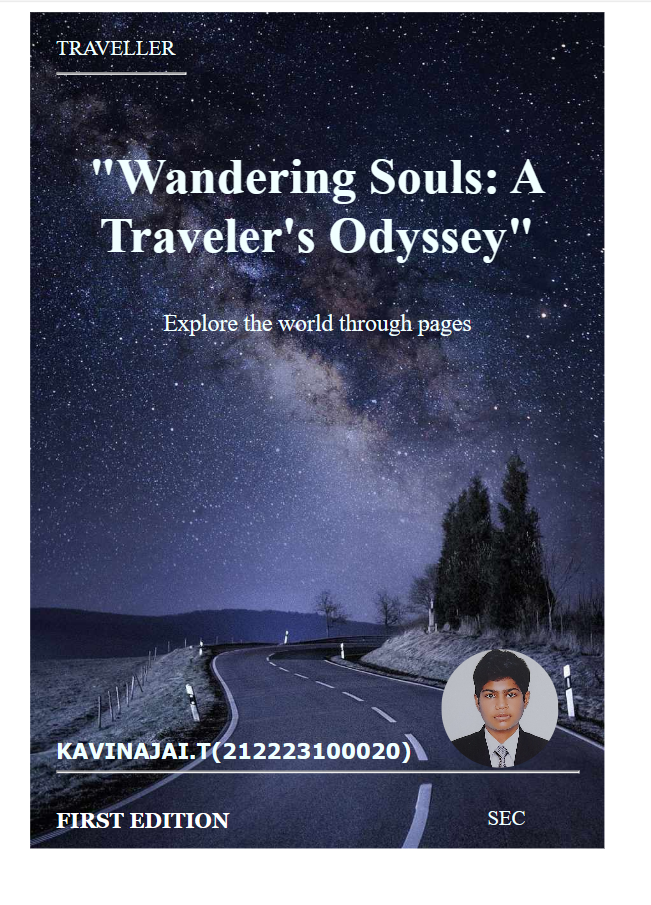 TRAVELLER
"Wandering Souls: A
Traveler's Odyssey"
Explore the world through pages
KAVINAJAI.T(212223100020)
FIRST EDITION
SEC